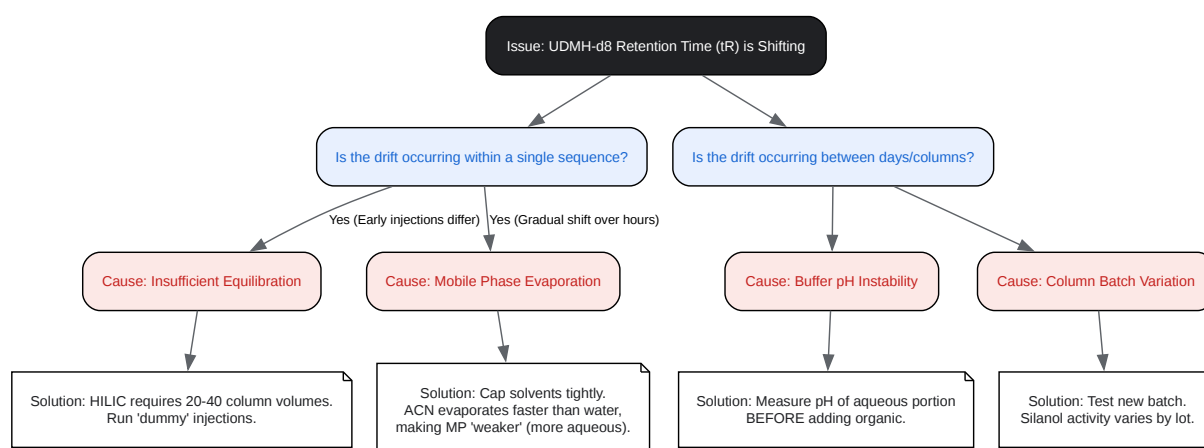 Issue: UDMH-d8 Retention Time (tR) is Shifting
Is the drift occurring within a single sequence?
Is the drift occurring between days/columns?
Yes (Early injections differ)
Yes (Gradual shift over hours)
Cause: Insufficient Equilibration
Cause: Mobile Phase Evaporation
Cause: Buffer pH Instability
Cause: Column Batch Variation
Solution: HILIC requires 20-40 column volumes.
Run 'dummy' injections.
Solution: Cap solvents tightly.
ACN evaporates faster than water,
making MP 'weaker' (more aqueous).
Solution: Measure pH of aqueous portion
BEFORE adding organic.
Solution: Test new batch.
Silanol activity varies by lot.